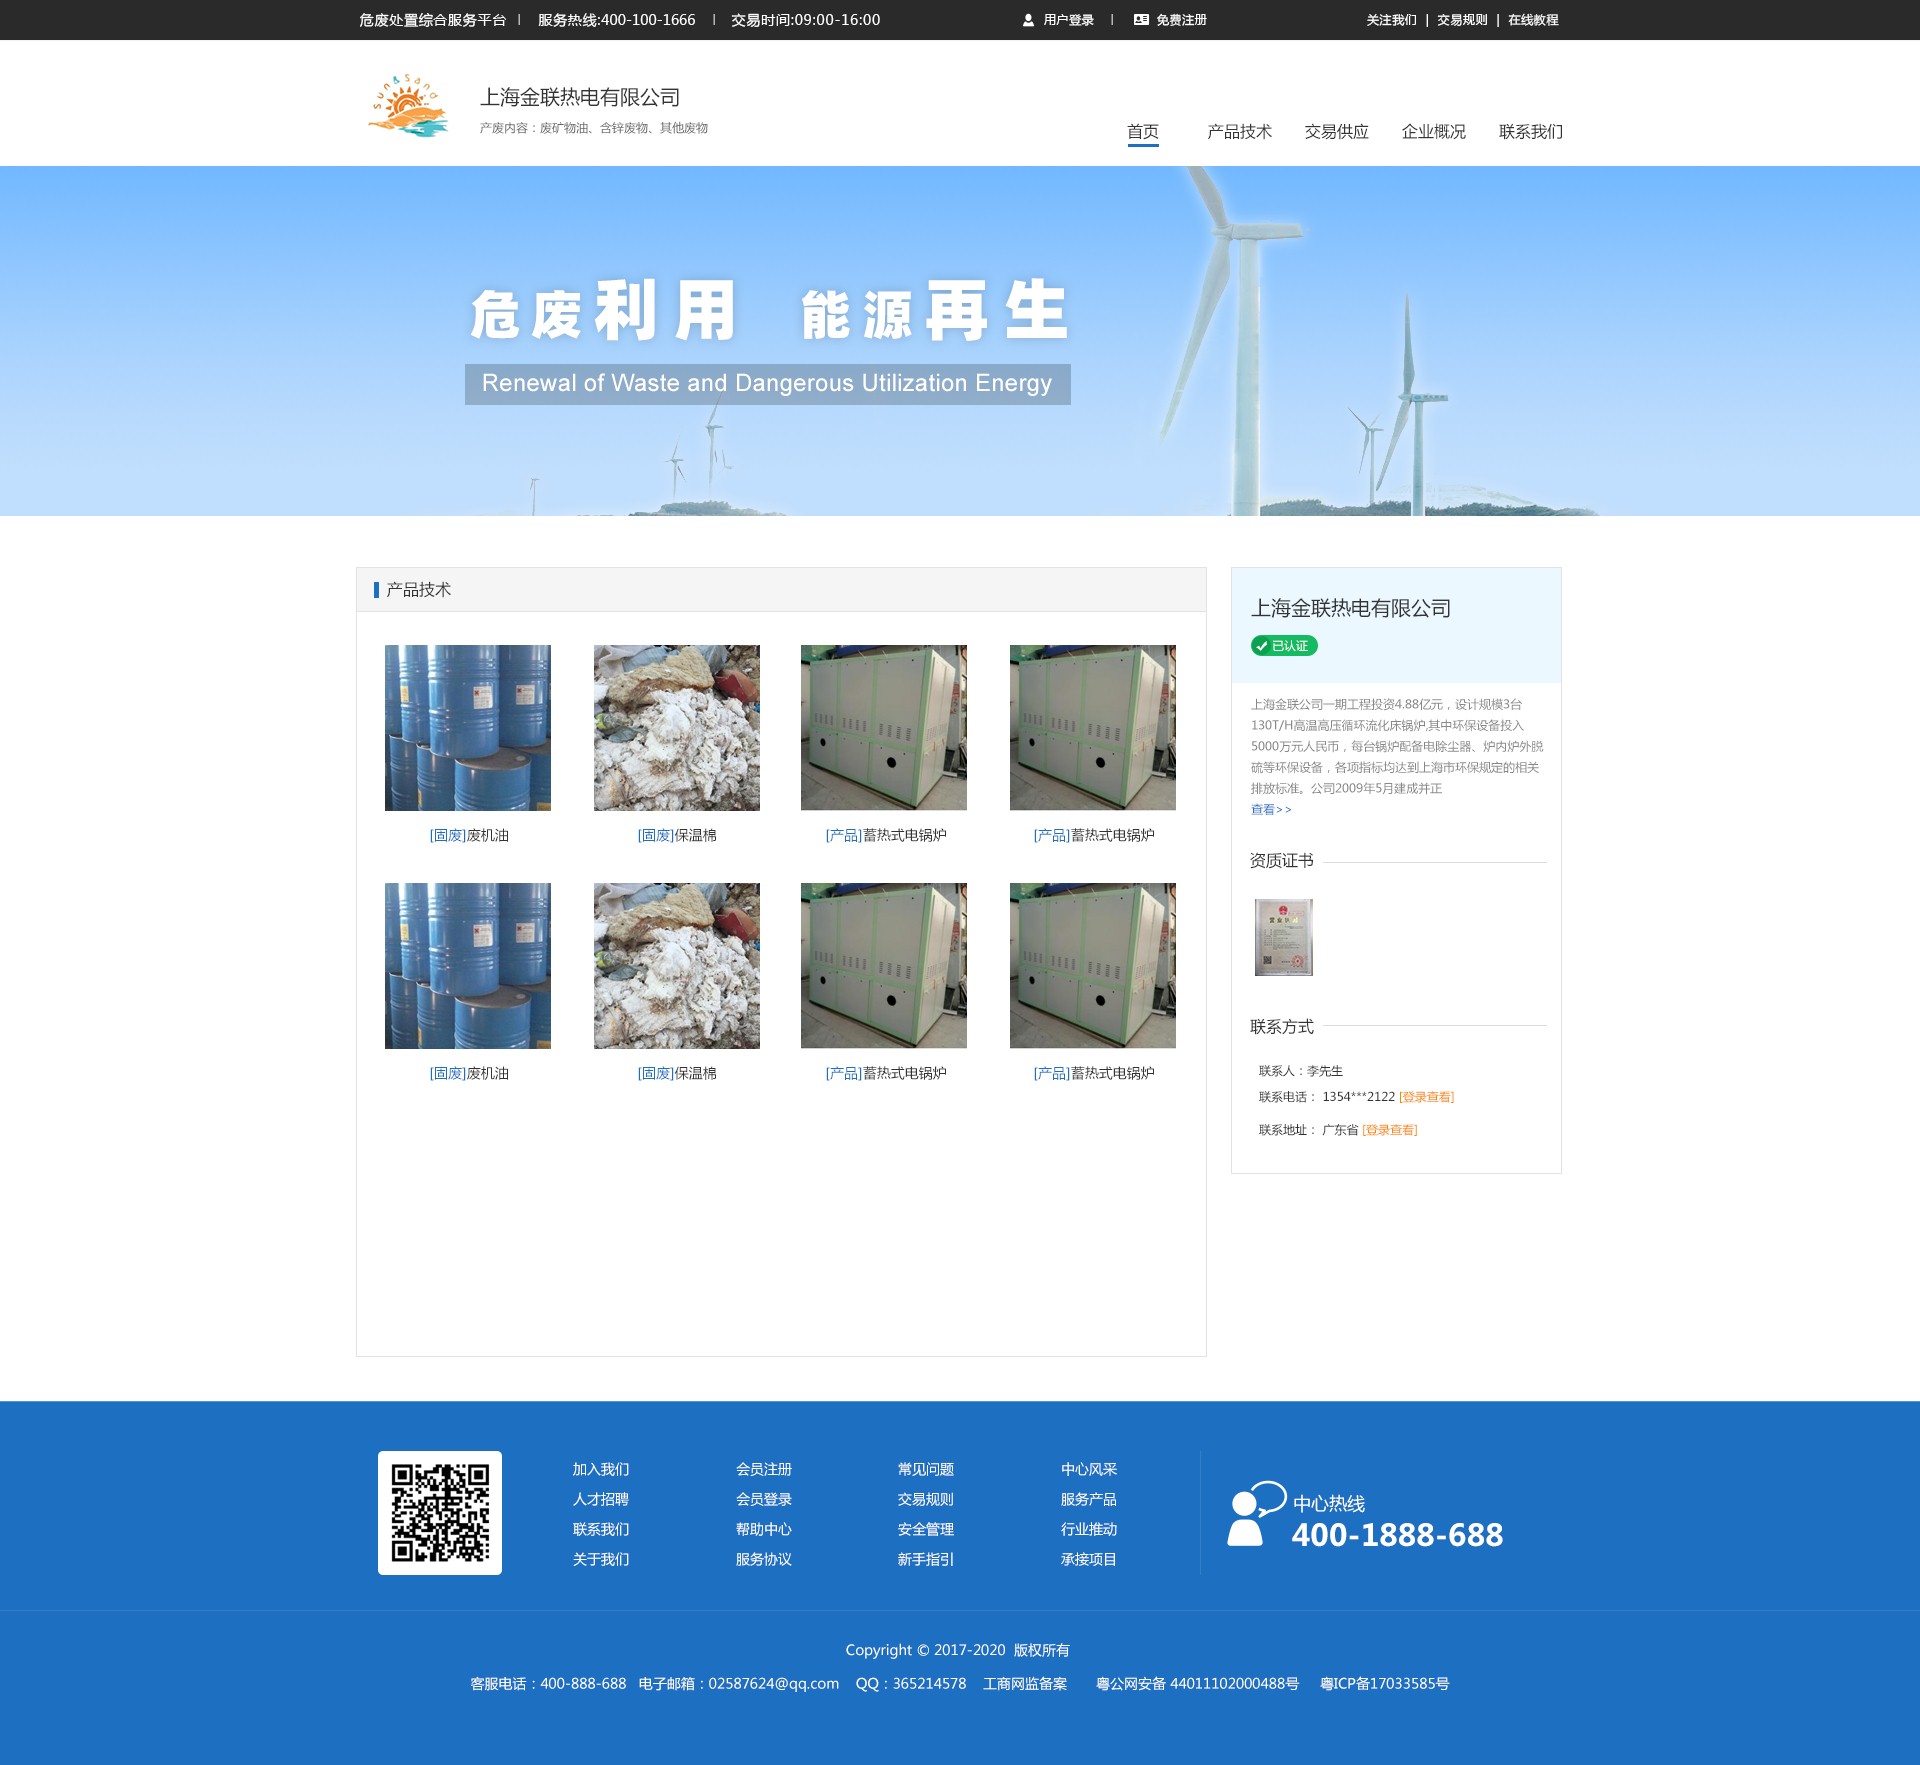 危废处置综合服务平台 | 服务热线:400-100-1666 | 交易时间:09:00-16:00 用户登录 | 免费注册 关注我们 | 交易规则 | 在线教程
sun&sand
上海金联热电有限公司
产废内容：废矿物油、含锌废物、其他废物
首页 产品技术 交易供应 企业概况 联系我们
危废利用 能源再生
Renewal of Waste and Dangerous Utilization Energy
产品技术
[固废]废机油 [固废]保温棉 [产品]蓄热式电锅炉 [产品]蓄热式电锅炉
[固废]废机油 [固废]保温棉 [产品]蓄热式电锅炉 [产品]蓄热式电锅炉
上海金联热电有限公司
已认证
上海金联公司一期工程投资4.88亿元，设计规模3台
130T/H高温高压循环流化床锅炉,其中环保设备投入
5000万元人民币，每台锅炉配备电除尘器、炉内炉外脱
硫等环保设备，各项指标均达到上海市环保规定的相关
排放标准。公司2009年5月建成并正
查看>>
资质证书
联系方式
联系人：李先生
联系电话： 1354***2122 [登录查看]
联系地址： 广东省 [登录查看]
加入我们 会员注册 常见问题 中心风采
人才招聘 会员登录 交易规则 服务产品
联系我们 帮助中心 安全管理 行业推动
关于我们 服务协议 新手指引 承接项目
中心热线
400-1888-688
Copyright © 2017-2020 版权所有
客服电话：400-888-688 电子邮箱：02587624@qq.com QQ：365214578 工商网监备案 粤公网安备 44011102000488号 粤ICP备17033585号